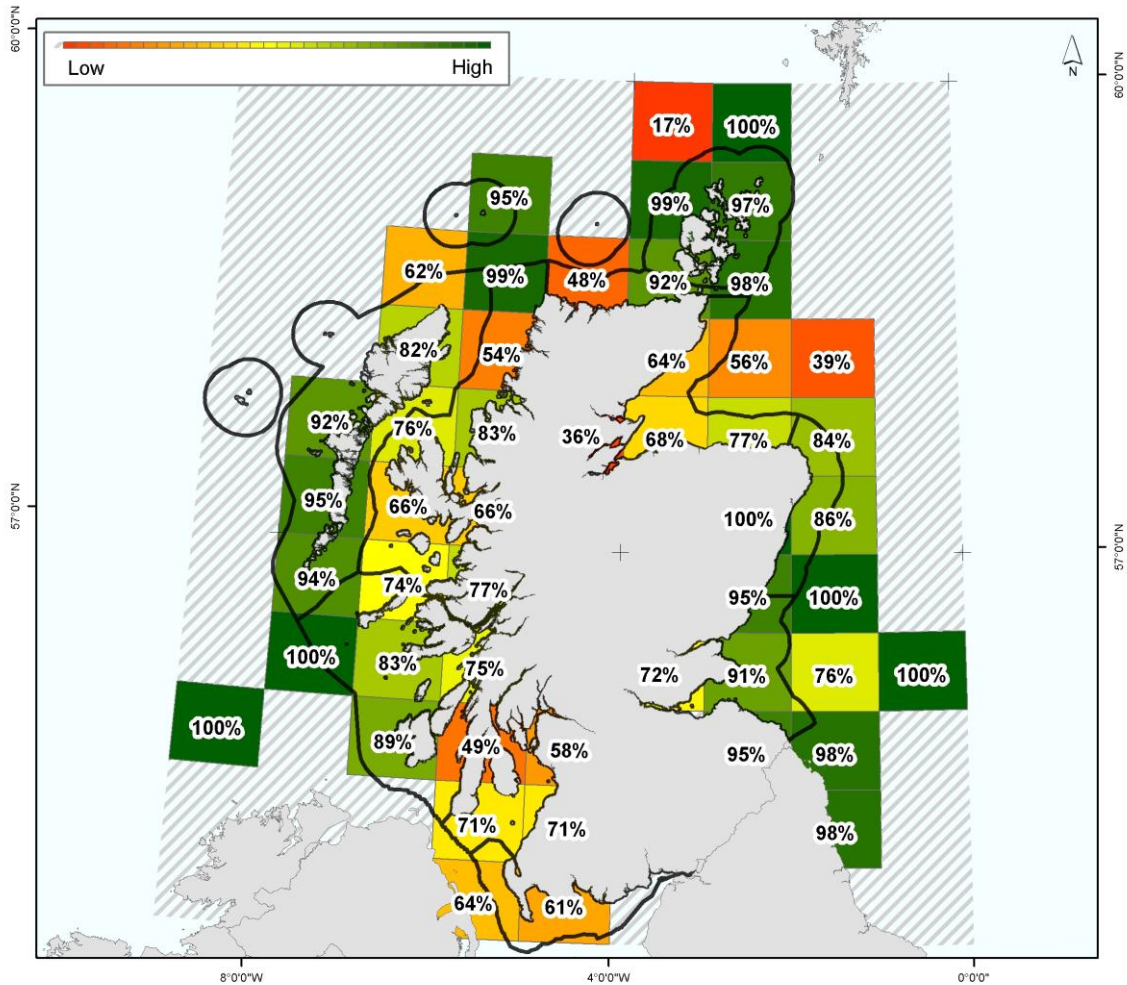 60°0'0"N
60°0'0"N
Low High
N
17% 100%
95% 99% 97%
62% 99% 48% 92% 98%
82% 54% 64% 56% 39%
92% 76% 83% 36% 68% 77% 84%
57°0'0"N
95% 66% 66% 100% 86%
57°0'0"N
94% 74% 77% 95% 100%
100% 83% 75% 72% 91% 76% 100%
100% 89% 49% 58% 95% 98%
71% 71% 98%
64% 61%
8°0'0"W 4°0'0"W 0°0'0"